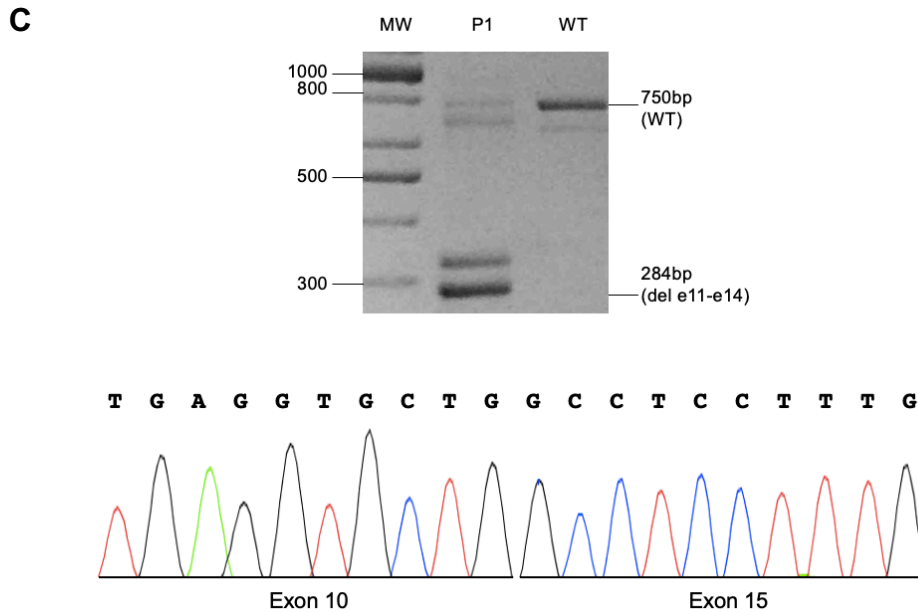 C
MW P1 WT
1000
800
500
300
750bp
(WT)
284bp
(del e11-e14)
T G A G G T G C T G G C C T C C T T T G
Exon 10 Exon 15